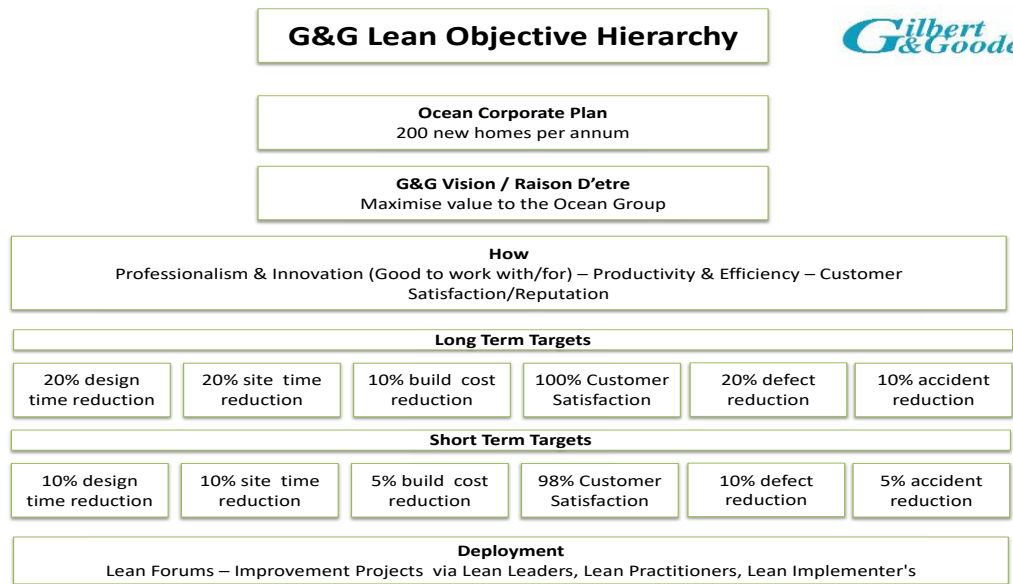 G&G Lean Objective Hierarchy
Gilbert
&Goode
Ocean Corporate Plan
200 new homes per annum
G&G Vision / Raison D’etre
Maximise value to the Ocean Group
How
Professionalism & Innovation (Good to work with/for) – Productivity & Efficiency – Customer
Satisfaction/Reputation
Long Term Targets
20% design
time reduction
20% site time
reduction
10% build cost
reduction
100% Customer
Satisfaction
20% defect
reduction
10% accident
reduction
Short Term Targets
10% design
time reduction
10% site time
reduction
5% build cost
reduction
98% Customer
Satisfaction
10% defect
reduction
5% accident
reduction
Deployment
Lean Forums – Improvement Projects via Lean Leaders, Lean Practitioners, Lean Implementer's